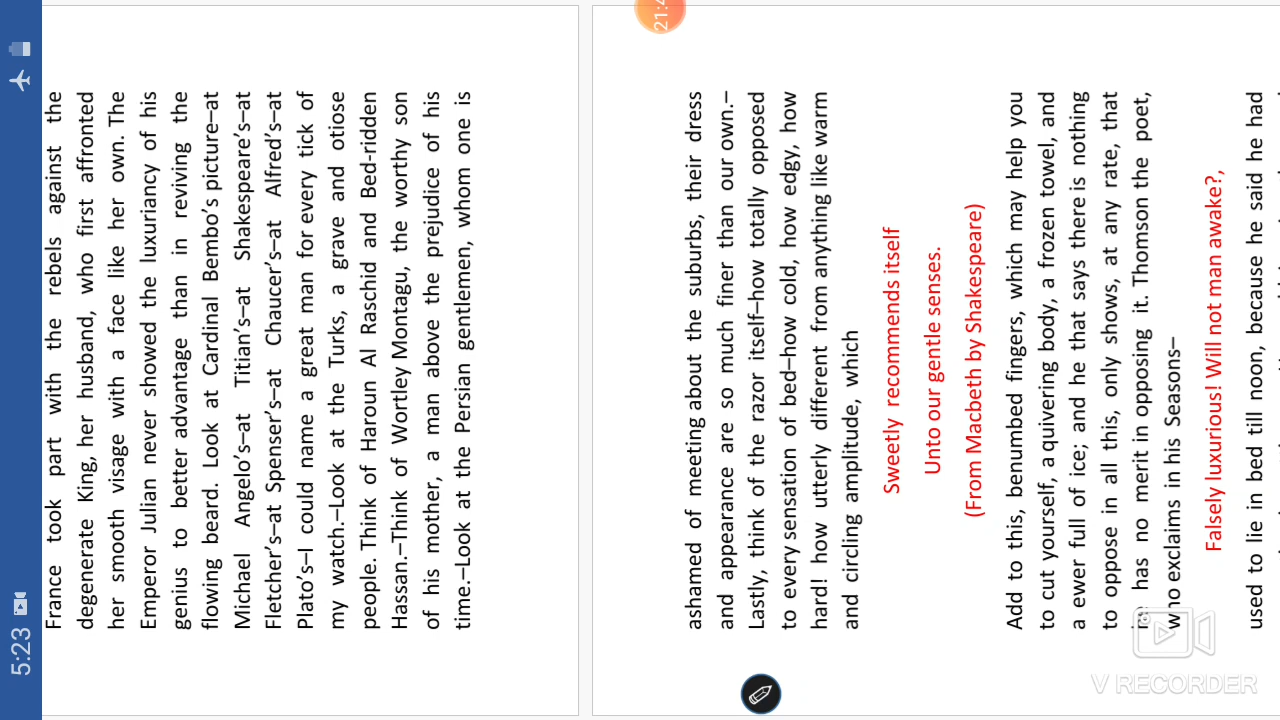 5:23
France took part with the rebels against the
degenerate King, her husband, who first affronted
her smooth visage with a face like her own. The
Emperor Julian never showed the luxuriancy of his
genius to better advantage than in reviving the
flowing beard. Look at Cardinal Bembo's picture–at
Michael Angelo's–at Titian's–at Shakespeare's–at
Fletcher's–at Spenser's–at Chaucer's–at Alfred's–at
Plato's–I could name a great man for every tick of
my watch.–Look at the Turks, a grave and otiose
people. Think of Haroun Al Raschid and Bed-ridden
Hassan.–Think of Wortley Montagu, the worthy son
of his mother, a man above the prejudice of his
time.–Look at the Persian gentlemen, whom one is
ashamed of meeting about the suburbs, their dress
and appearance are so much finer than our own.–
Lastly, think of the razor itself–how totally opposed
to every sensation of bed–how cold, how edgy, how
hard! how utterly different from anything like warm
and circling amplitude, which
Sweetly recommends itself
Unto our gentle senses.
(From Macbeth by Shakespeare)
Add to this, benumbed fingers, which may help you
to cut yourself, a quivering body, a frozen towel, and
a ewer full of ice; and he that says there is nothing
to oppose in all this, only shows, at any rate, that
he has no merit in opposing it. Thomson the poet,
who exclaims in his Seasons–
Falsely luxurious! Will not man awake?,
used to lie in bed till noon, because he said he had
V RECORDER